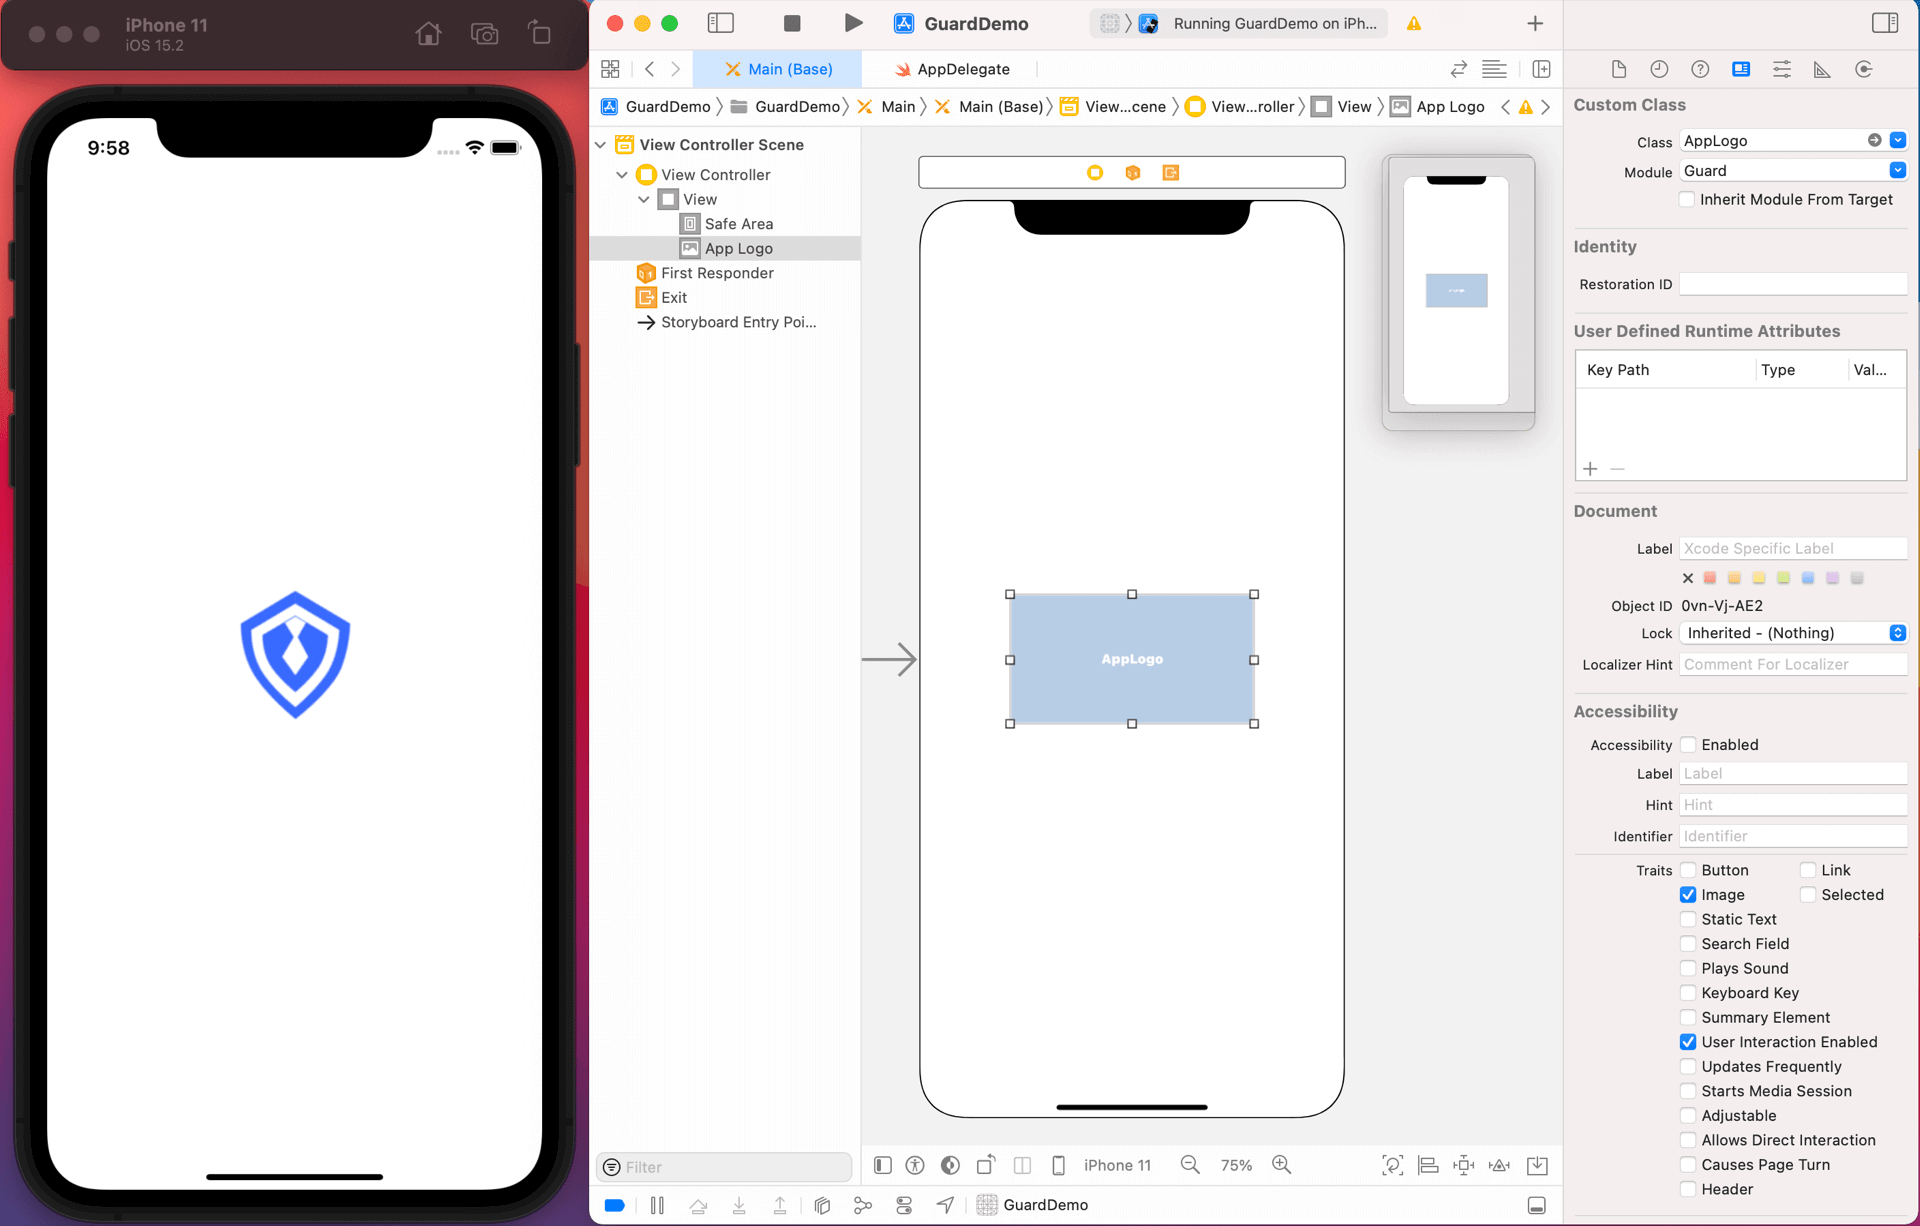 iPhone 11
iOS 15.2
9:58
GuardDemo
Running GuardDemo on iPh...
Main (Base)
AppDelegate
GuardDemo
GuardDemo
Main
Main (Base)
View...cene
View...roller
View
App Logo
View Controller Scene
View Controller
View
Safe Area
App Logo
First Responder
Exit
Storyboard Entry Poi...
AppLogo
Filter
iPhone 11
75%
GuardDemo
Custom Class
Class AppLogo
Module Guard
Inherit Module From Target
Identity
Restoration ID
User Defined Runtime Attributes
Key Path Type Val...
Document
Label Xcode Specific Label
Object ID 0vn-Vj-AE2
Lock Inherited - (Nothing)
Localizer Hint Comment For Localizer
Accessibility
Accessibility Enabled
Label Label
Hint Hint
Identifier Identifier
Traits Button Link
Image Selected
Static Text
Search Field
Plays Sound
Keyboard Key
Summary Element
User Interaction Enabled
Updates Frequently
Starts Media Session
Adjustable
Allows Direct Interaction
Causes Page Turn
Header